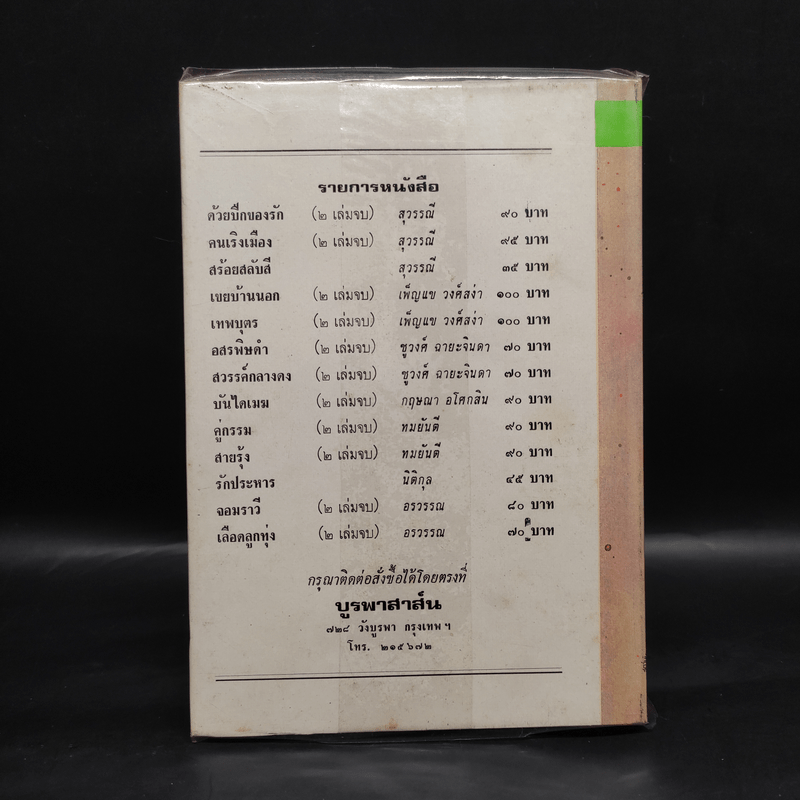 รายการหนังสือ
ด้วยปีกของรัก (๒ เล่มจบ) สุวรรณี ๙๐ บาท
คนเริงเมือง (๒ เล่มจบ) สุวรรณี ๙๕ บาท
สร้อยสลับสี สุวรรณี ๓๕ บาท
เขยบ้านนอก (๒ เล่มจบ) เพ็ญแข วงศ์สง่า ๑๐๐ บาท
เทพบุตร (๒ เล่มจบ) เพ็ญแข วงศ์สง่า ๑๐๐ บาท
อสรพิษดำ (๒ เล่มจบ) ชูวงศ์ ฉายะจินดา ๗๐ บาท
สวรรค์กลางดง (๒ เล่มจบ) ชูวงศ์ ฉายะจินดา ๗๐ บาท
บันไดเมฆ (๒ เล่มจบ) กฤษณา อโศกสิน ๙๐ บาท
คู่กรรม (๒ เล่มจบ) ทมยันตี ๙๐ บาท
สายรุ้ง (๒ เล่มจบ) ทมยันตี ๙๐ บาท
รักประหาร นิติกุล ๔๕ บาท
จอมราวี (๒ เล่มจบ) อรวรรณ ๘๐ บาท
เลือดลูกทุ่ง (๒ เล่มจบ) อรวรรณ ๗๐ บาท
กรุณาติดต่อสั่งซื้อได้โดยตรงที่
บูรพาสาส์น
๗๒๘ วังบูรพา กรุงเทพ ฯ
โทร. ๒๑๕๖๗๒